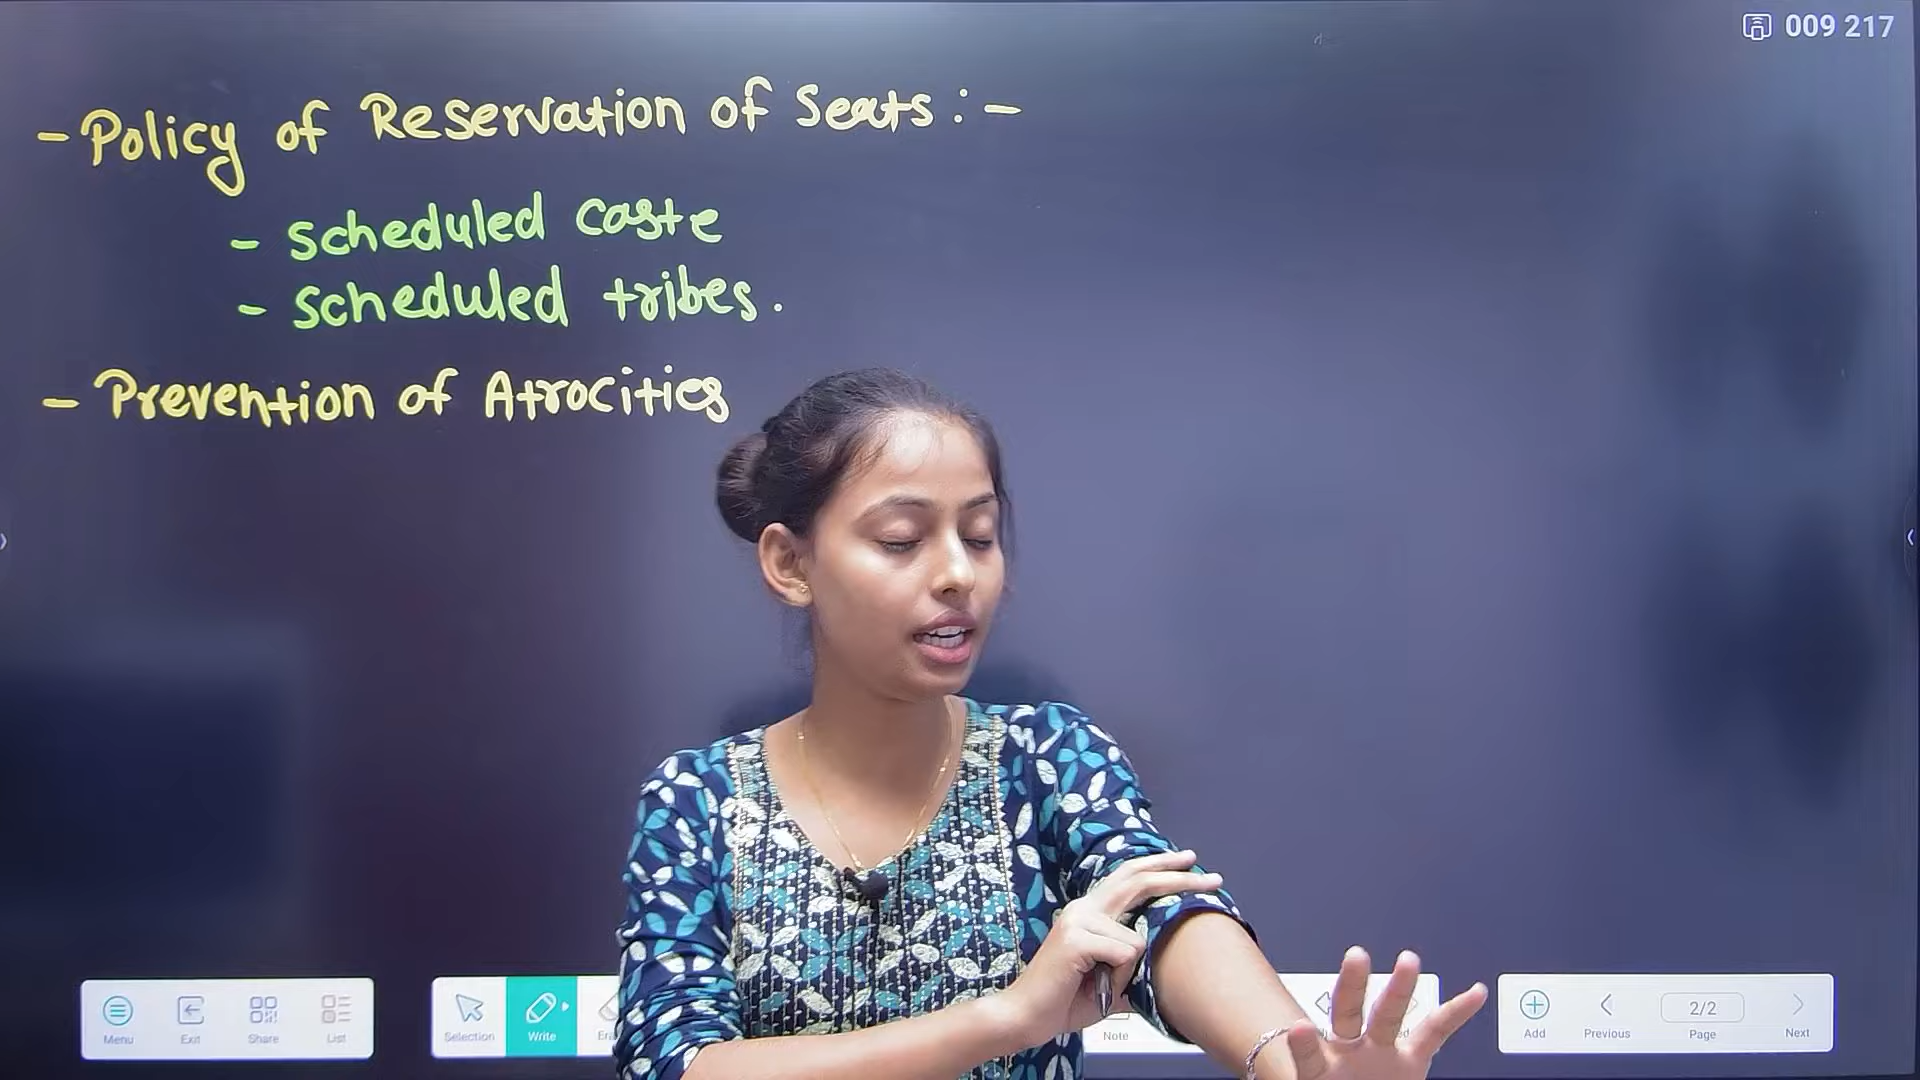 009 217
- Policy of Reservation of Seats :-
- Scheduled Caste
- Scheduled tribes.
- Prevention of Atrocities
Menu Exit Share List
Selection Write Note
Add Previous 2/2 Page Next